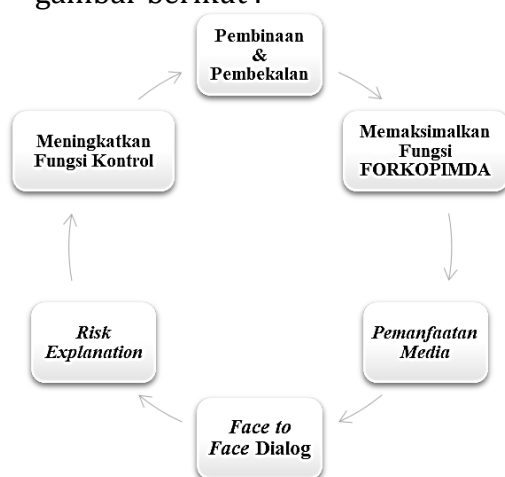 gambar berikut :
Pembinaan
&
Pembekalan
Memaksimalkan
Fungsi
FORKOPIMDA
Pemanfaatan
Media
Face to
Face Dialog
Risk
Explanation
Meningkatkan
Fungsi Kontrol